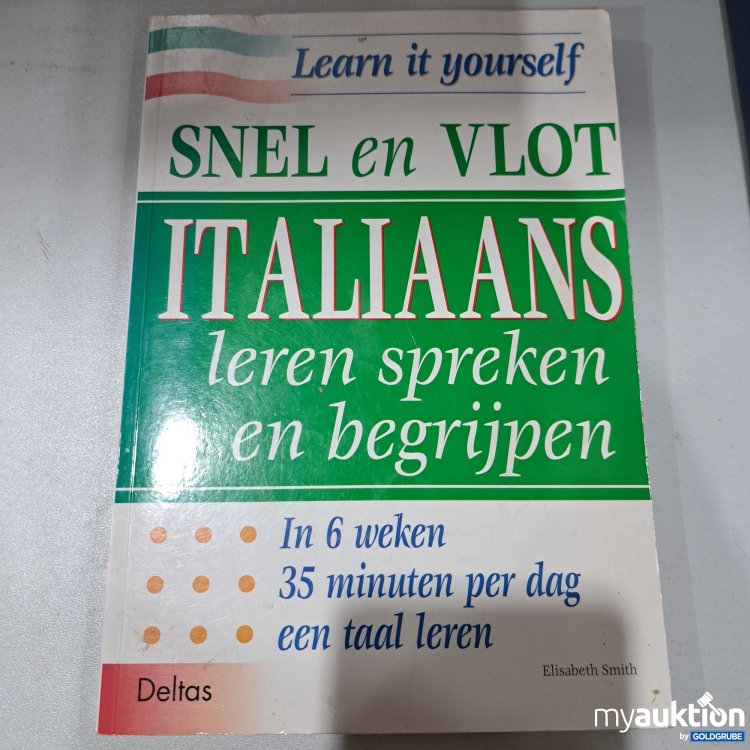 Learn it yourself
SNEL en VLOT
ITALIAANS
leren spreken
en begrijpen
In 6 weken
35 minuten per dag
een taal leren
Elisabeth Smith
Deltas
myauktion
by GOLDGRUBE